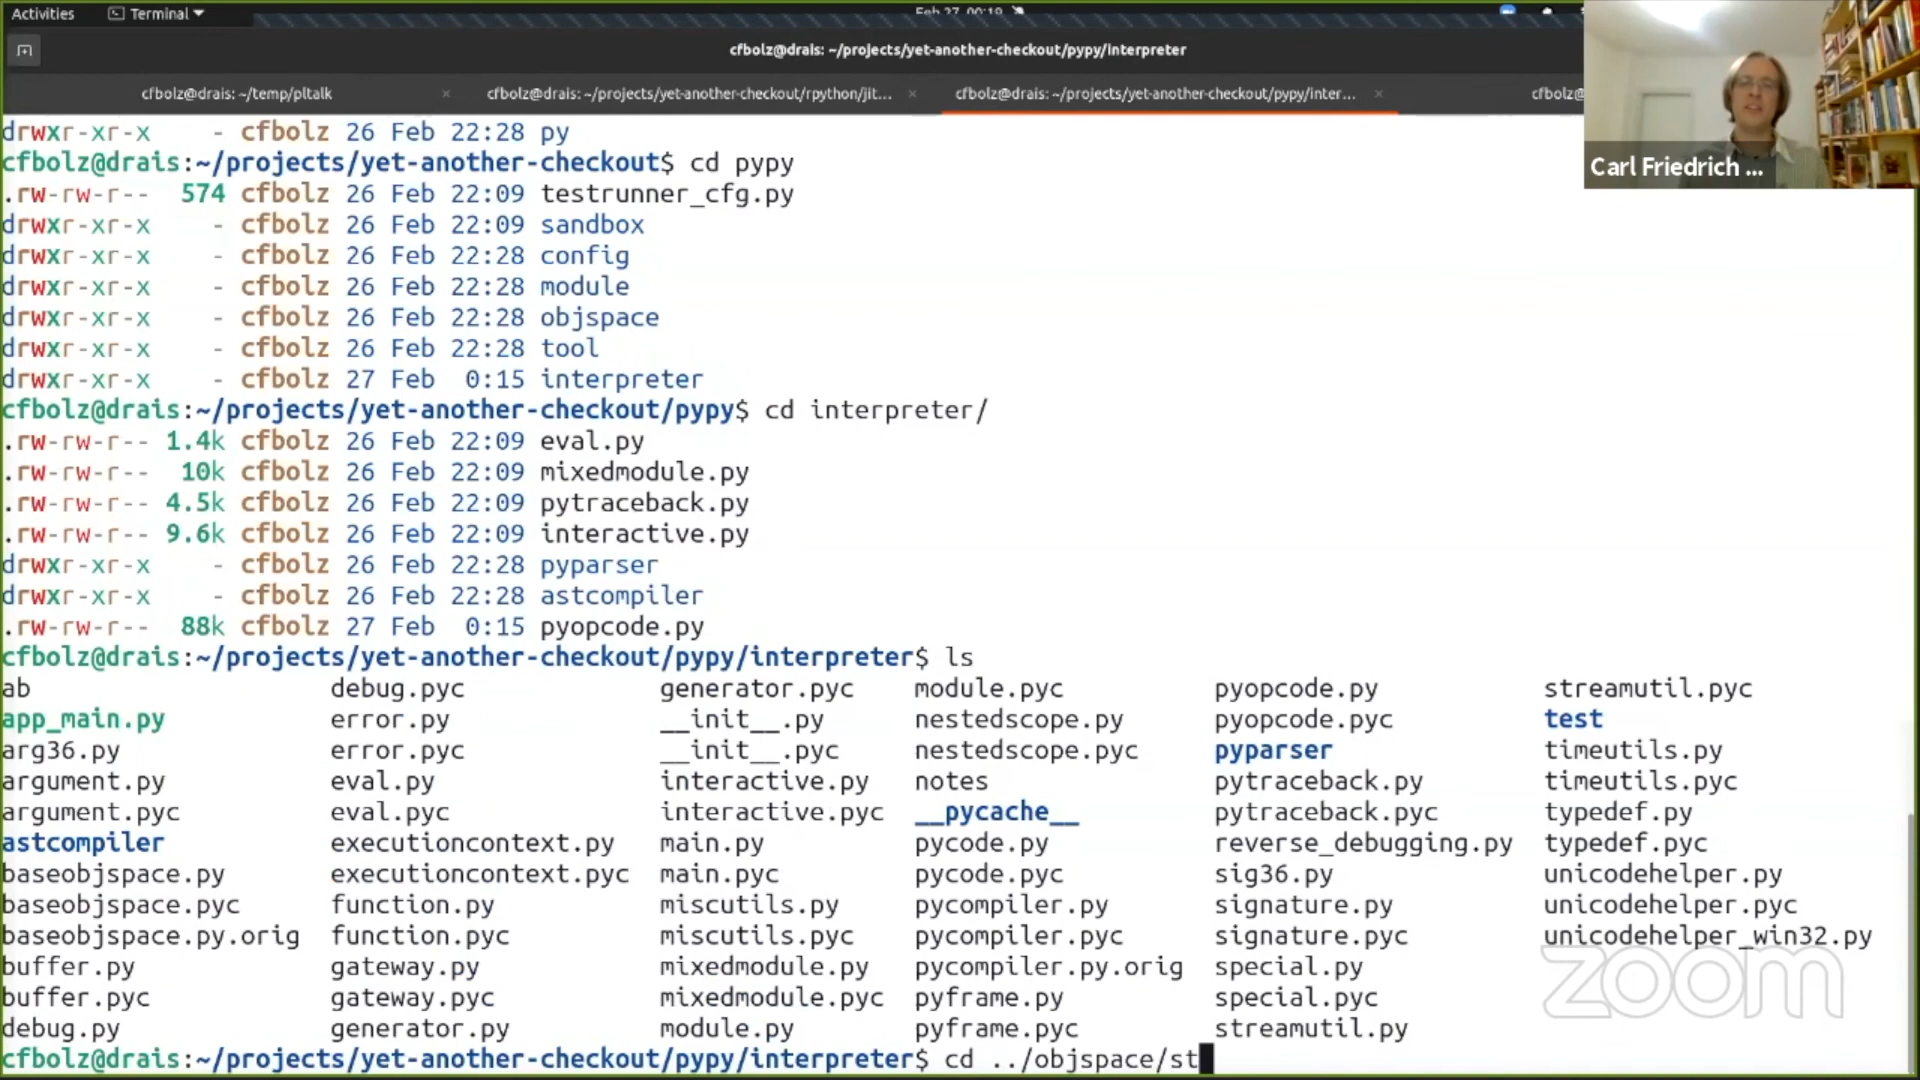 Activities Terminal Feb 27 00:19
cfbolz@drais: ~/projects/yet-another-checkout/pypy/interpreter
cfbolz@drais: ~/temp/pltalk × cfbolz@drais: ~/projects/yet-another-checkout/rpython/jit... × cfbolz@drais: ~/projects/yet-another-checkout/pypy/inter... × cfbolz@
Carl Friedrich ...
drwxr-xr-x - cfbolz 26 Feb 22:28 py
cfbolz@drais:~/projects/yet-another-checkout$ cd pypy
.rw-rw-r-- 574 cfbolz 26 Feb 22:09 testrunner_cfg.py
drwxr-xr-x - cfbolz 26 Feb 22:09 sandbox
drwxr-xr-x - cfbolz 26 Feb 22:28 config
drwxr-xr-x - cfbolz 26 Feb 22:28 module
drwxr-xr-x - cfbolz 26 Feb 22:28 objspace
drwxr-xr-x - cfbolz 26 Feb 22:28 tool
drwxr-xr-x - cfbolz 27 Feb 0:15 interpreter
cfbolz@drais:~/projects/yet-another-checkout/pypy$ cd interpreter/
.rw-rw-r-- 1.4k cfbolz 26 Feb 22:09 eval.py
.rw-rw-r-- 10k cfbolz 26 Feb 22:09 mixedmodule.py
.rw-rw-r-- 4.5k cfbolz 26 Feb 22:09 pytraceback.py
.rw-rw-r-- 9.6k cfbolz 26 Feb 22:09 interactive.py
drwxr-xr-x - cfbolz 26 Feb 22:28 pyparser
drwxr-xr-x - cfbolz 26 Feb 22:28 astcompiler
.rw-rw-r-- 88k cfbolz 27 Feb 0:15 pyopcode.py
cfbolz@drais:~/projects/yet-another-checkout/pypy/interpreter$ ls
ab debug.pyc generator.pyc module.pyc pyopcode.py streamutil.pyc
app_main.py error.py __init__.py nestedscope.py pyopcode.pyc test
arg36.py error.pyc __init__.pyc nestedscope.pyc pyparser timeutils.py
argument.py eval.py interactive.py notes pytraceback.py timeutils.pyc
argument.pyc eval.pyc interactive.pyc __pycache__ pytraceback.pyc typedef.py
astcompiler executioncontext.py main.py pycode.py reverse_debugging.py typedef.pyc
baseobjspace.py executioncontext.pyc main.pyc pycode.pyc sig36.py unicodehelper.py
baseobjspace.pyc function.py miscutils.py pycompiler.py signature.py unicodehelper.pyc
baseobjspace.py.orig function.pyc miscutils.pyc pycompiler.pyc signature.pyc unicodehelper_win32.py
buffer.py gateway.py mixedmodule.py pycompiler.py.orig special.py
buffer.pyc gateway.pyc mixedmodule.pyc pyframe.py special.pyc
debug.py generator.py module.py pyframe.pyc streamutil.py
cfbolz@drais:~/projects/yet-another-checkout/pypy/interpreter$ cd ../objspace/st
zoom